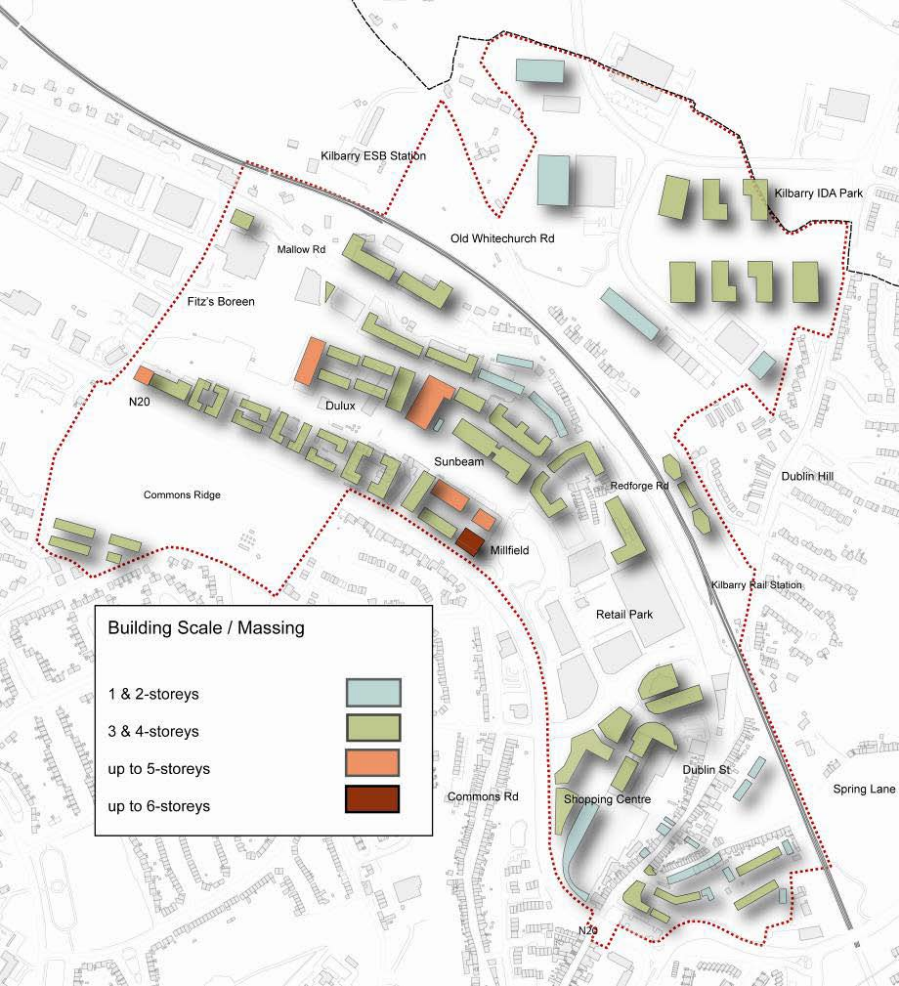 Kilbarry ESB Station
Kilbarry IDA Park
Old Whitechurch Rd
Mallow Rd
Fitz's Boreen
N20
Dulux
Sunbeam
Dublin Hill
Redforge Rd
Commons Ridge
Millfield
Kilbarry Rail Station
Retail Park
Building Scale / Massing
1 & 2-storeys
3 & 4-storeys
up to 5-storeys
up to 6-storeys
Dublin St
Spring Lane
Commons Rd
Shopping Centre
N20